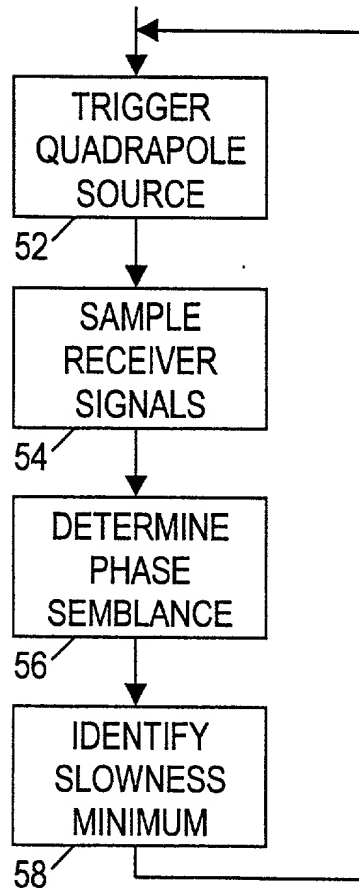 TRIGGER
QUADRAPOLE
SOURCE
52
SAMPLE
RECEIVER
SIGNALS
54
DETERMINE
PHASE
SEMBLANCE
56
IDENTIFY
SLOWNESS
MINIMUM
58